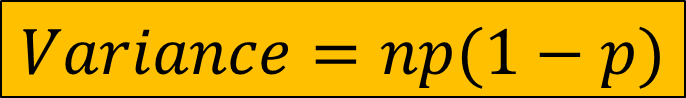 Variance = np(1 − p)